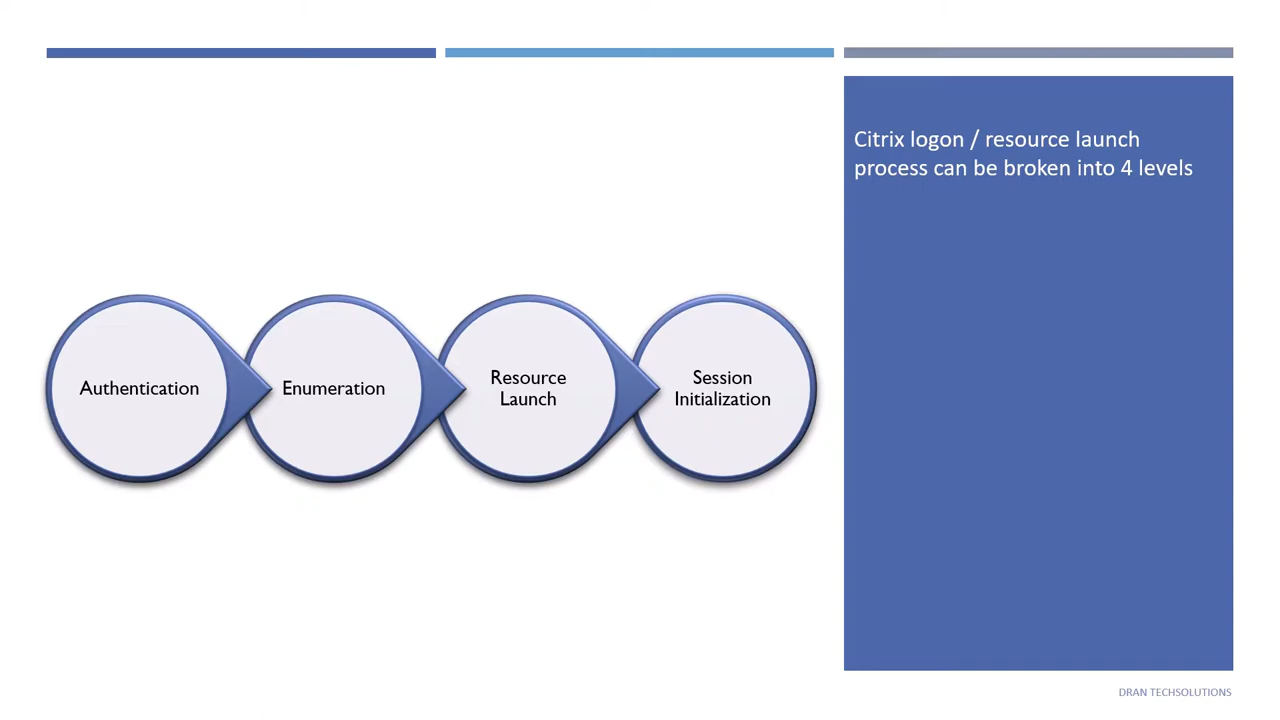 Citrix logon / resource launch
process can be broken into 4 levels
Authentication
Enumeration
Resource
Launch
Session
Initialization
DRAN TECHSOLUTIONS